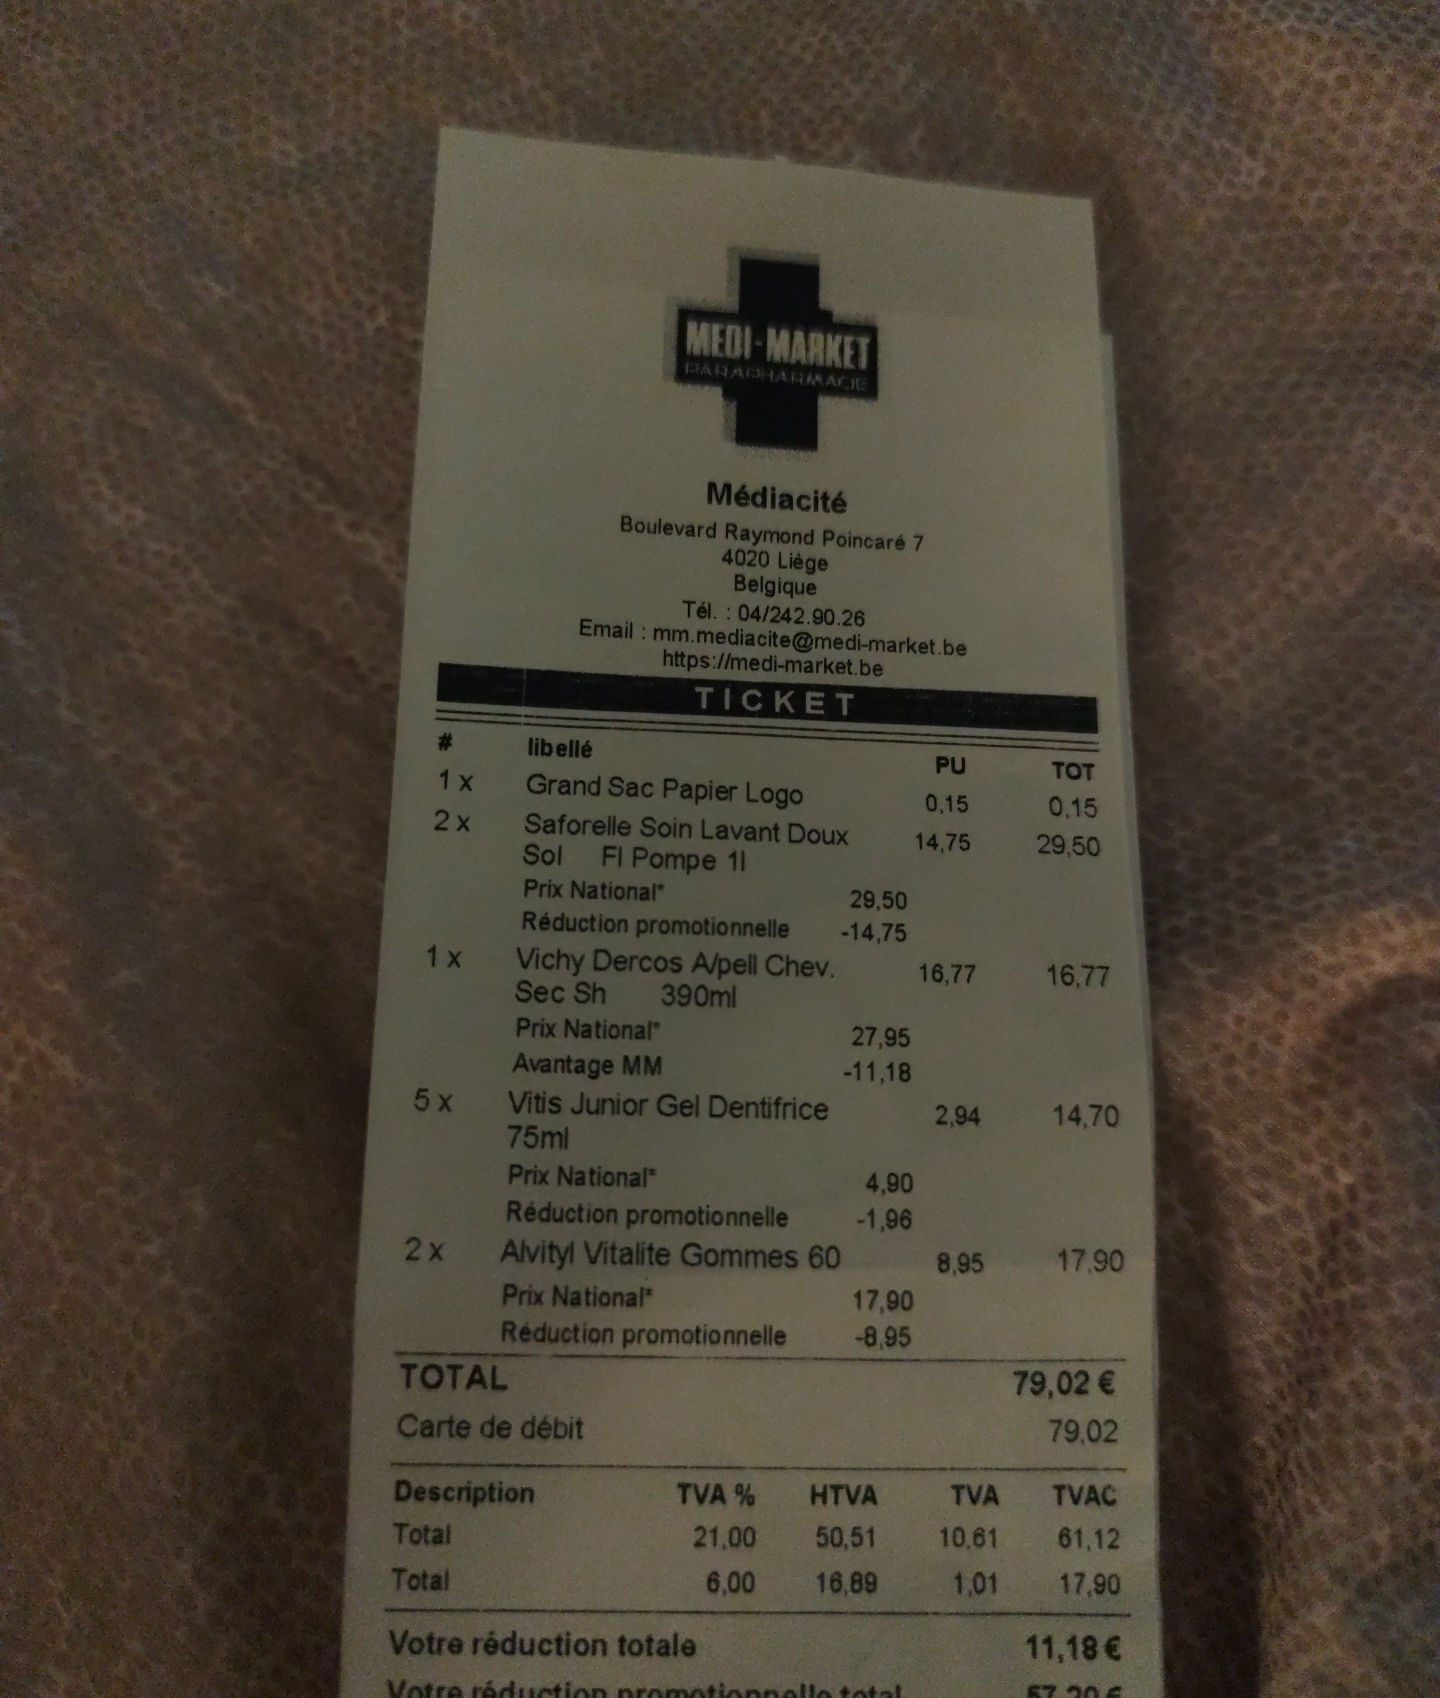 MEDI-MARKET
PARAPHARMACIE
Médiacité
Boulevard Raymond Poincaré 7
4020 Liège
Belgique
Tél. : 04/242.90.26
Email : mm.mediacite@medi-market.be
https://medi-market.be
TICKET
# libellé PU TOT
1 x Grand Sac Papier Logo 0,15 0,15
2 x Saforelle Soin Lavant Doux 14,75 29,50
Sol Fl Pompe 1l
Prix National* 29,50
Réduction promotionnelle -14,75
1 x Vichy Dercos A/pell Chev. 16,77 16,77
Sec Sh 390ml
Prix National* 27,95
Avantage MM -11,18
5 x Vitis Junior Gel Dentifrice 2,94 14,70
75ml
Prix National* 4,90
Réduction promotionnelle -1,96
2 x Alvityl Vitalite Gommes 60 8,95 17,90
Prix National* 17,90
Réduction promotionnelle -8,95
TOTAL 79,02 €
Carte de débit 79,02
Description TVA % HTVA TVA TVAC
Total 21,00 50,51 10,61 61,12
Total 6,00 16,89 1,01 17,90
Votre réduction totale 11,18 €
Votre réduction promotionnelle total 57,20 €